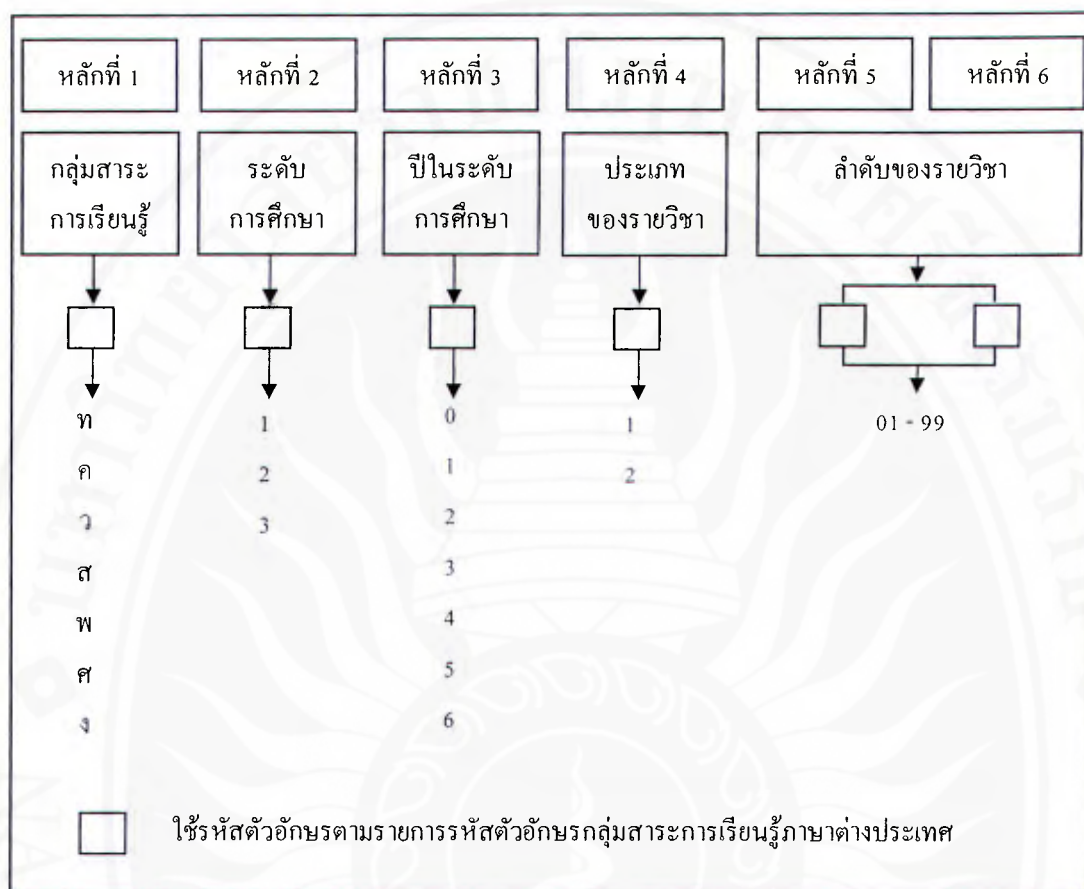 หลักที่ 1 หลักที่ 2 หลักที่ 3 หลักที่ 4 หลักที่ 5 หลักที่ 6
กลุ่มสาระ ระดับ ปีในระดับ ประเภท ลำดับของรายวิชา
การเรียนรู้ การศึกษา การศึกษา ของรายวิชา
ท 1 0 1 01 - 99
ค 2 1 2
ว 3 2
ส 3
พ 4
ศ 5
ง 6
ใช้รหัสตัวอักษรตามรายการรหัสตัวอักษรกลุ่มสาระการเรียนรู้ภาษาต่างประเทศ